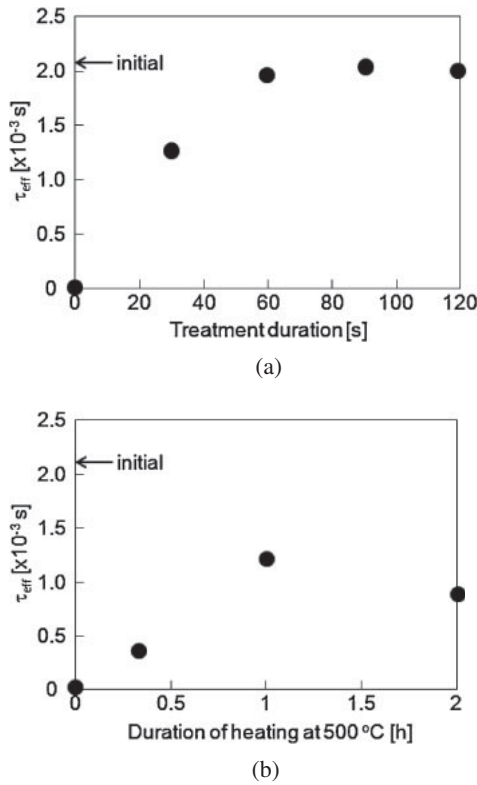 2.5
2.0
1.5
1.0
0.5
0
← initial
τeff [x10-3 s]
0 20 40 60 80 100 120
Treatment duration [s]
(a)
2.5
2.0
1.5
1.0
0.5
0
← initial
τeff [x10-3 s]
0 0.5 1 1.5 2
Duration of heating at 500 ºC [h]
(b)